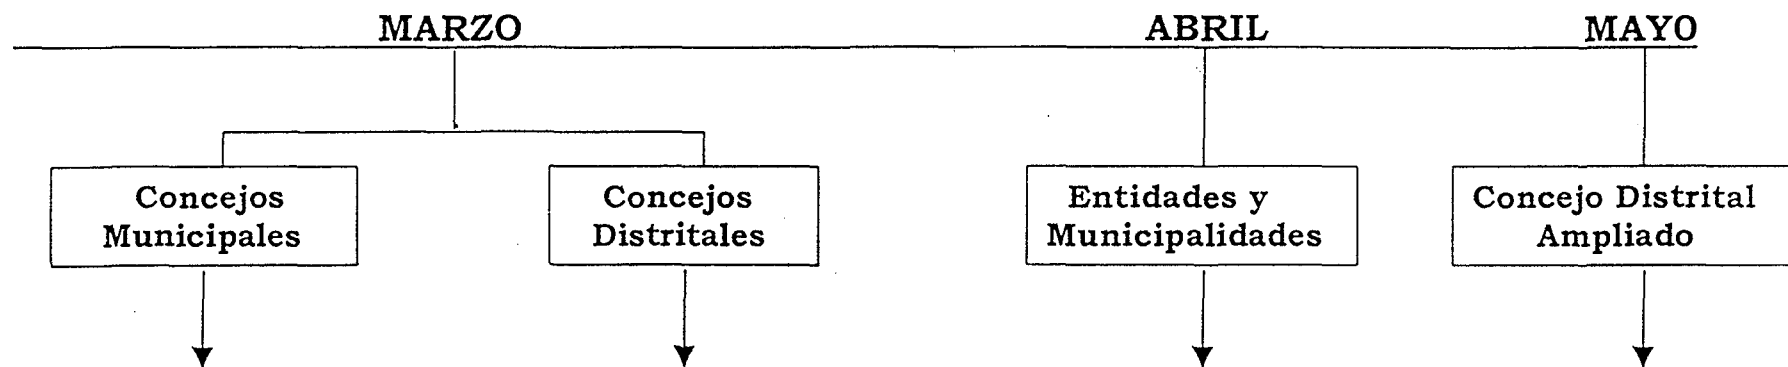 MARZO
ABRIL
MAYO
Concejos
Municipales
Concejos
Distritales
Entidades y
Municipalidades
Concejo Distrital
Ampliado